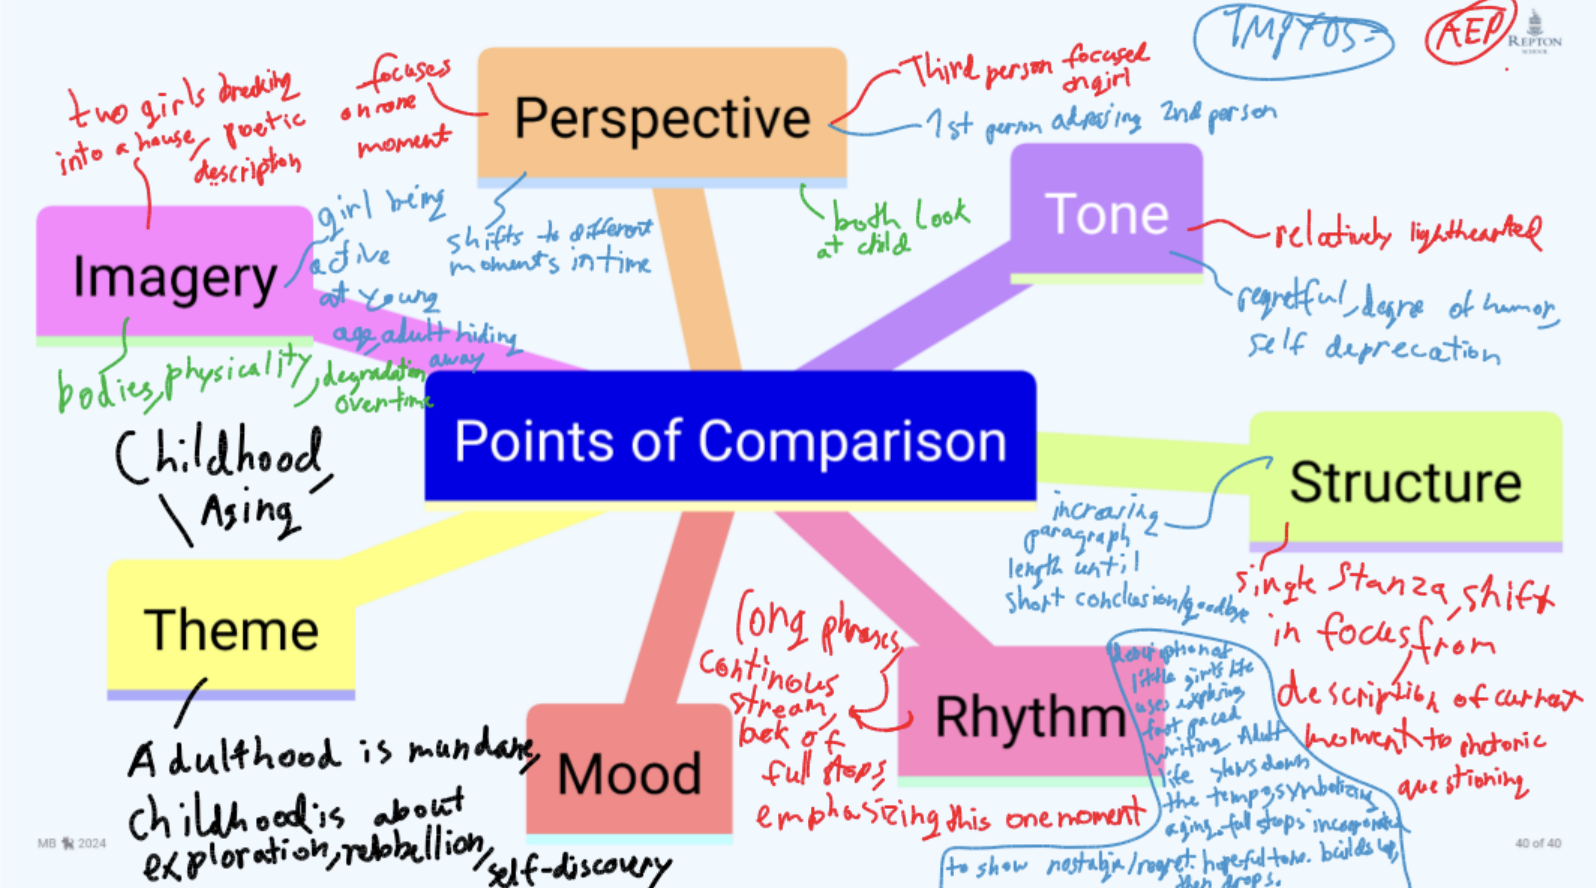 TMPTOS
AEP
REPTON
SCHOOL
two girls breaking
into a house, poetic
description
focuses
on one
moment
Perspective
Third person focused
on girl
1st person adressing 2nd person
shifts to different
moments in time
both look
at child
Tone
relatively lighthearted
regretful, degree of humor,
self deprecation
Imagery
girl being
active
at young
age, adult hiding
away
bodies, physicality, degradation
over time
Points of Comparison
Childhood,
Aging
Structure
increasing
paragraph
length until
short conclusion/goodbye
single stanza, shift
in focus from
description of current
moment to rhetoric
questioning
Theme
Adulthood is mundane,
childhood is about
exploration, rebellion,
self-discovery
Mood
Rhythm
long phrases,
continous
stream,
lack of
full stops,
emphasizing this one moment
description of
little girls life
uses exploring
fast paced
writing. Adult
life slows down
the tempo, symbolizing
aging, full stops incorporated
to show nostalgia/regret. hopeful tone. builds up,
then drops.
MB 2024
40 of 40